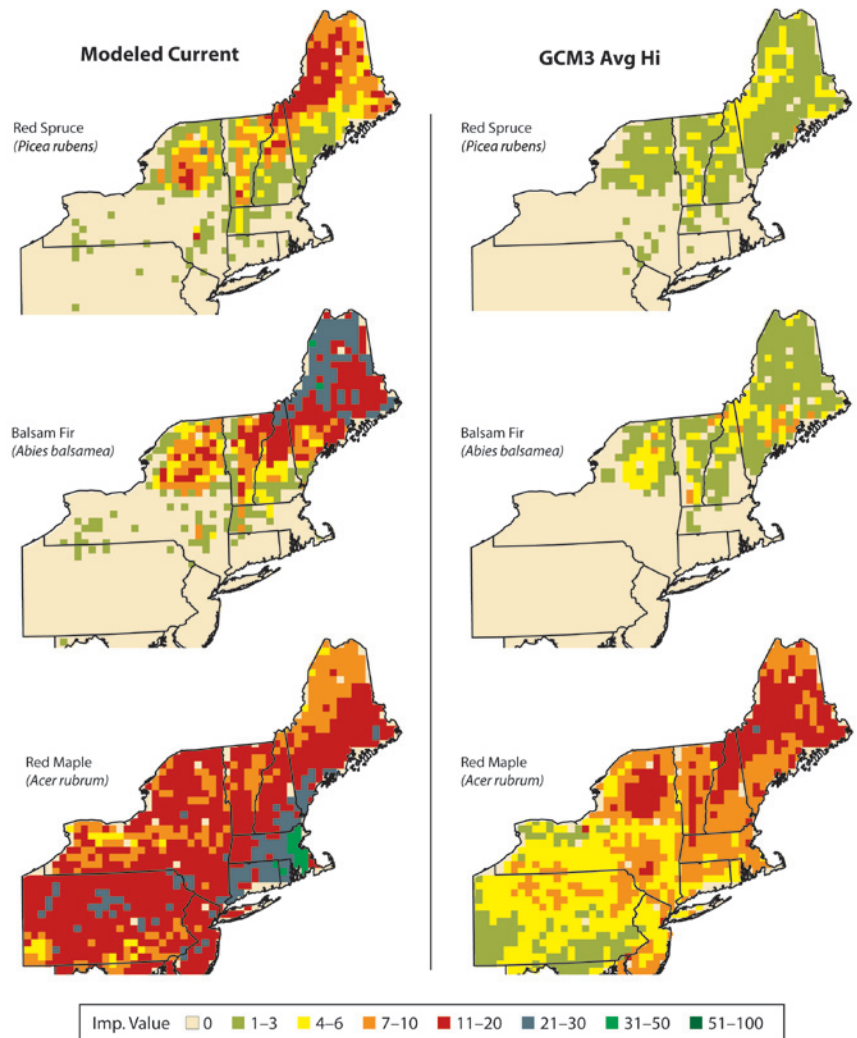 Modeled Current
GCM3 Avg Hi
Red Spruce
(Picea rubens)
Red Spruce
(Picea rubens)
Balsam Fir
(Abies balsamea)
Balsam Fir
(Abies balsamea)
Red Maple
(Acer rubrum)
Red Maple
(Acer rubrum)
Imp. Value 0 1–3 4–6 7–10 11–20 21–30 31–50 51–100